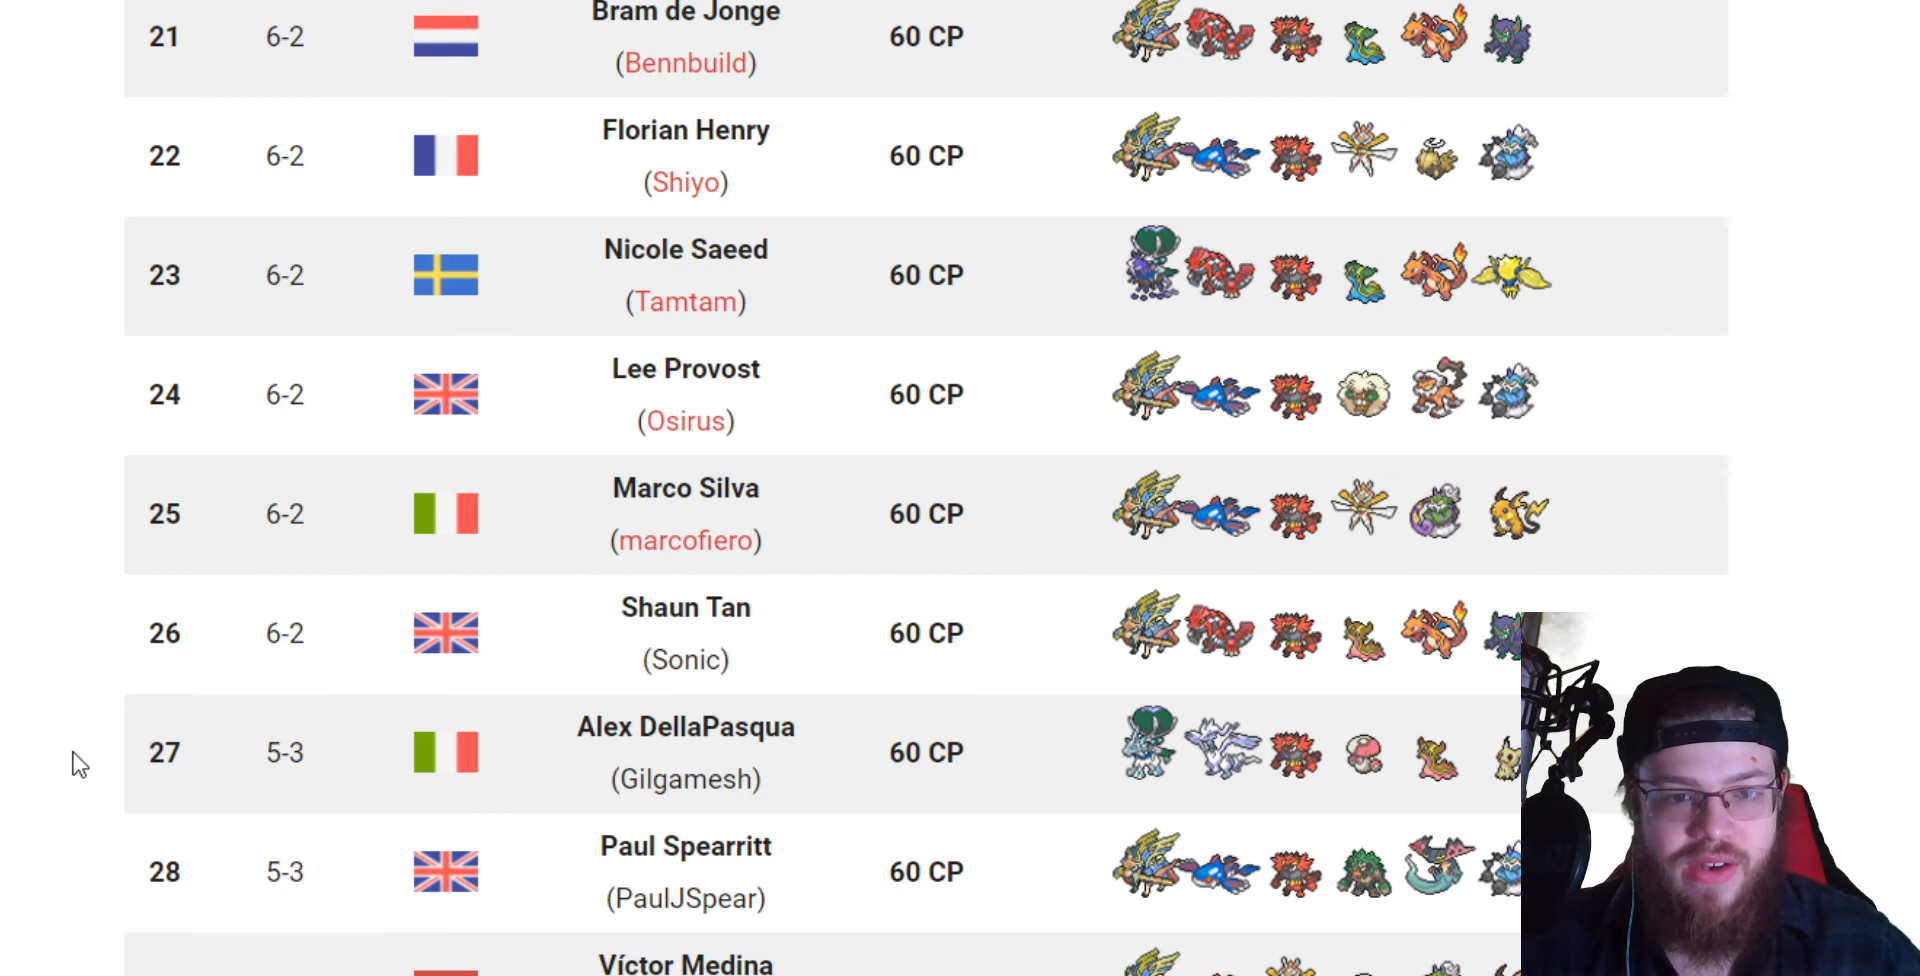 Bram de Jonge
21 6-2 60 CP
(Bennbuild)
Florian Henry
22 6-2 60 CP
(Shiyo)
Nicole Saeed
23 6-2 60 CP
(Tamtam)
Lee Provost
24 6-2 60 CP
(Osirus)
Marco Silva
25 6-2 60 CP
(marcofiero)
Shaun Tan
26 6-2 60 CP
(Sonic)
Alex DellaPasqua
27 5-3 60 CP
(Gilgamesh)
Paul Spearritt
28 5-3 60 CP
(PaulJSpear)
Víctor Medina